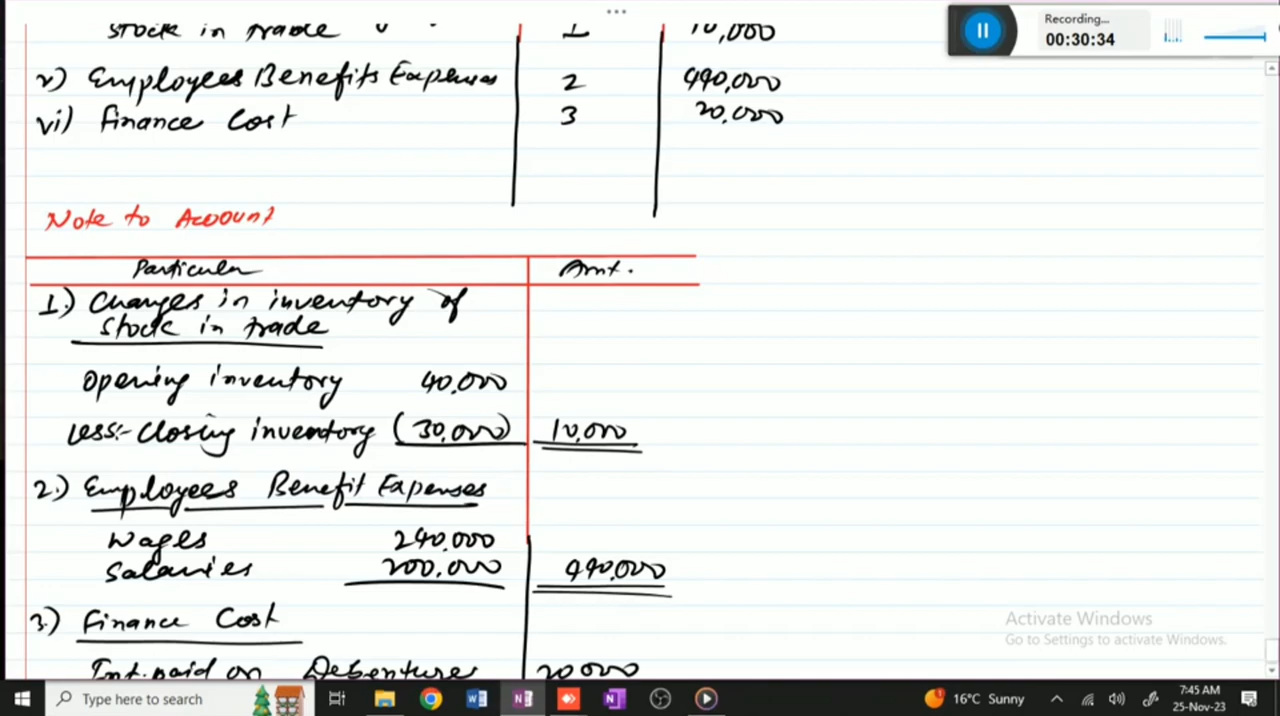 Recording...
00:30:34
stock in trade 1 10,000
v) Employees Benefits Expenses 2 440,000
vi) Finance Cost 3 20,000
Note to Account
Particular Amt.
1.) Changes in inventory of
stock in trade
Opening inventory 40,000
Less:- Closing inventory (30,000) 10,000
2.) Employees Benefit Expenses
Wages 240,000
Salaries 200,000 440,000
3.) Finance Cost
Int. paid on Debentures 20000
Activate Windows
Go to Settings to activate Windows.
Type here to search
16°C Sunny
7:45 AM
25-Nov-23